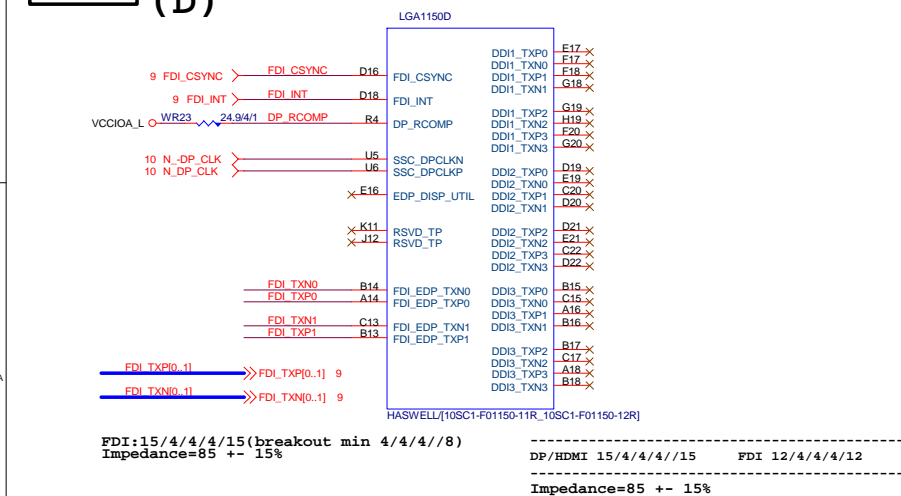 (D)
LGA1150D
9 FDI_CSYNC FDI_CSYNC D16 FDI_CSYNC
9 FDI_INT FDI_INT D18 FDI_INT
VCCIOA_L WR23 24.9/4/1 DP_RCOMP R4 DP_RCOMP
10 N_-DP_CLK U5 SSC_DPCLKN
10 N_DP_CLK U6 SSC_DPCLKP
E16 EDP_DISP_UTIL
K11 RSVD_TP
J12 RSVD_TP
FDI_TXN0 B14 FDI_EDP_TXN0
FDI_TXP0 A14 FDI_EDP_TXP0
FDI_TXN1 C13 FDI_EDP_TXN1
FDI_TXP1 B13 FDI_EDP_TXP1
DDI1_TXP0 E17
DDI1_TXN0 F17
DDI1_TXP1 F18
DDI1_TXN1 G18
DDI1_TXP2 G19
DDI1_TXN2 H19
DDI1_TXP3 F20
DDI1_TXN3 G20
DDI2_TXP0 D19
DDI2_TXN0 E19
DDI2_TXP1 C20
DDI2_TXN1 D20
DDI2_TXP2 D21
DDI2_TXN2 E21
DDI2_TXP3 C22
DDI2_TXN3 D22
DDI3_TXP0 B15
DDI3_TXN0 C15
DDI3_TXP1 A16
DDI3_TXN1 B16
DDI3_TXP2 B17
DDI3_TXN2 C17
DDI3_TXP3 A18
DDI3_TXN3 B18
FDI_TXP[0..1] FDI_TXP[0..1] 9
FDI_TXN[0..1] FDI_TXN[0..1] 9
A
HASWELL/[10SC1-F01150-11R_10SC1-F01150-12R]
FDI:15/4/4/4/15(breakout min 4/4/4//8)
Impedance=85 +- 15%
DP/HDMI 15/4/4/4//15 FDI 12/4/4/4/12
Impedance=85 +- 15%